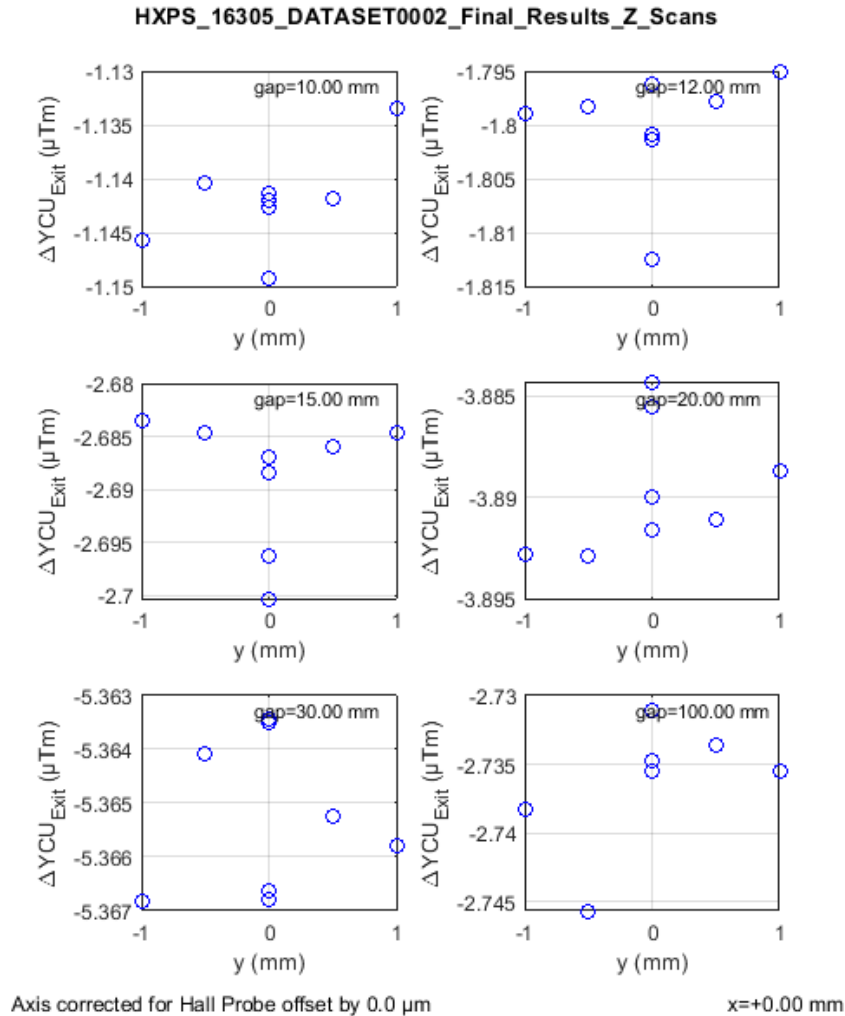 HXPS_16305_DATASET0002_Final_Results_Z_Scans
gap=10.00 mm
-1.13
-1.135
-1.14
-1.145
-1.15
ΔYCU_Exit (μTm)
-1 0 1
y (mm)
gap=12.00 mm
-1.795
-1.8
-1.805
-1.81
-1.815
ΔYCU_Exit (μTm)
-1 0 1
y (mm)
gap=15.00 mm
-2.68
-2.685
-2.69
-2.695
-2.7
ΔYCU_Exit (μTm)
-1 0 1
y (mm)
gap=20.00 mm
-3.885
-3.89
-3.895
ΔYCU_Exit (μTm)
-1 0 1
y (mm)
gap=30.00 mm
-5.363
-5.364
-5.365
-5.366
-5.367
ΔYCU_Exit (μTm)
-1 0 1
y (mm)
gap=100.00 mm
-2.73
-2.735
-2.74
-2.745
ΔYCU_Exit (μTm)
-1 0 1
y (mm)
Axis corrected for Hall Probe offset by 0.0 μm
x=+0.00 mm